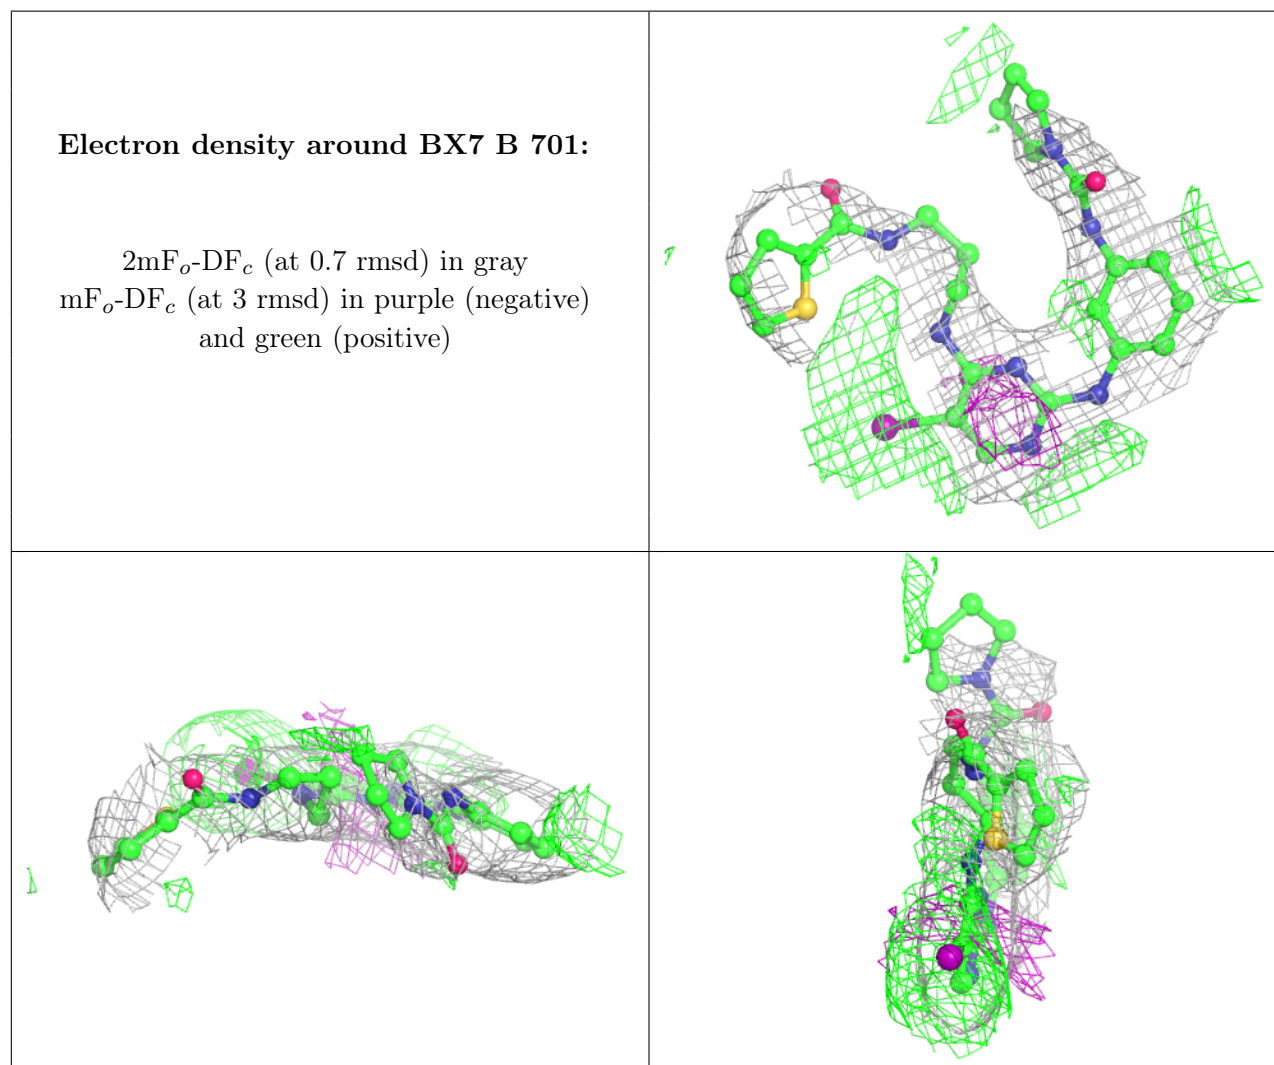 Electron density around BX7 B 701:
2mFo-DFc (at 0.7 rmsd) in gray
mFo-DFc (at 3 rmsd) in purple (negative)
and green (positive)